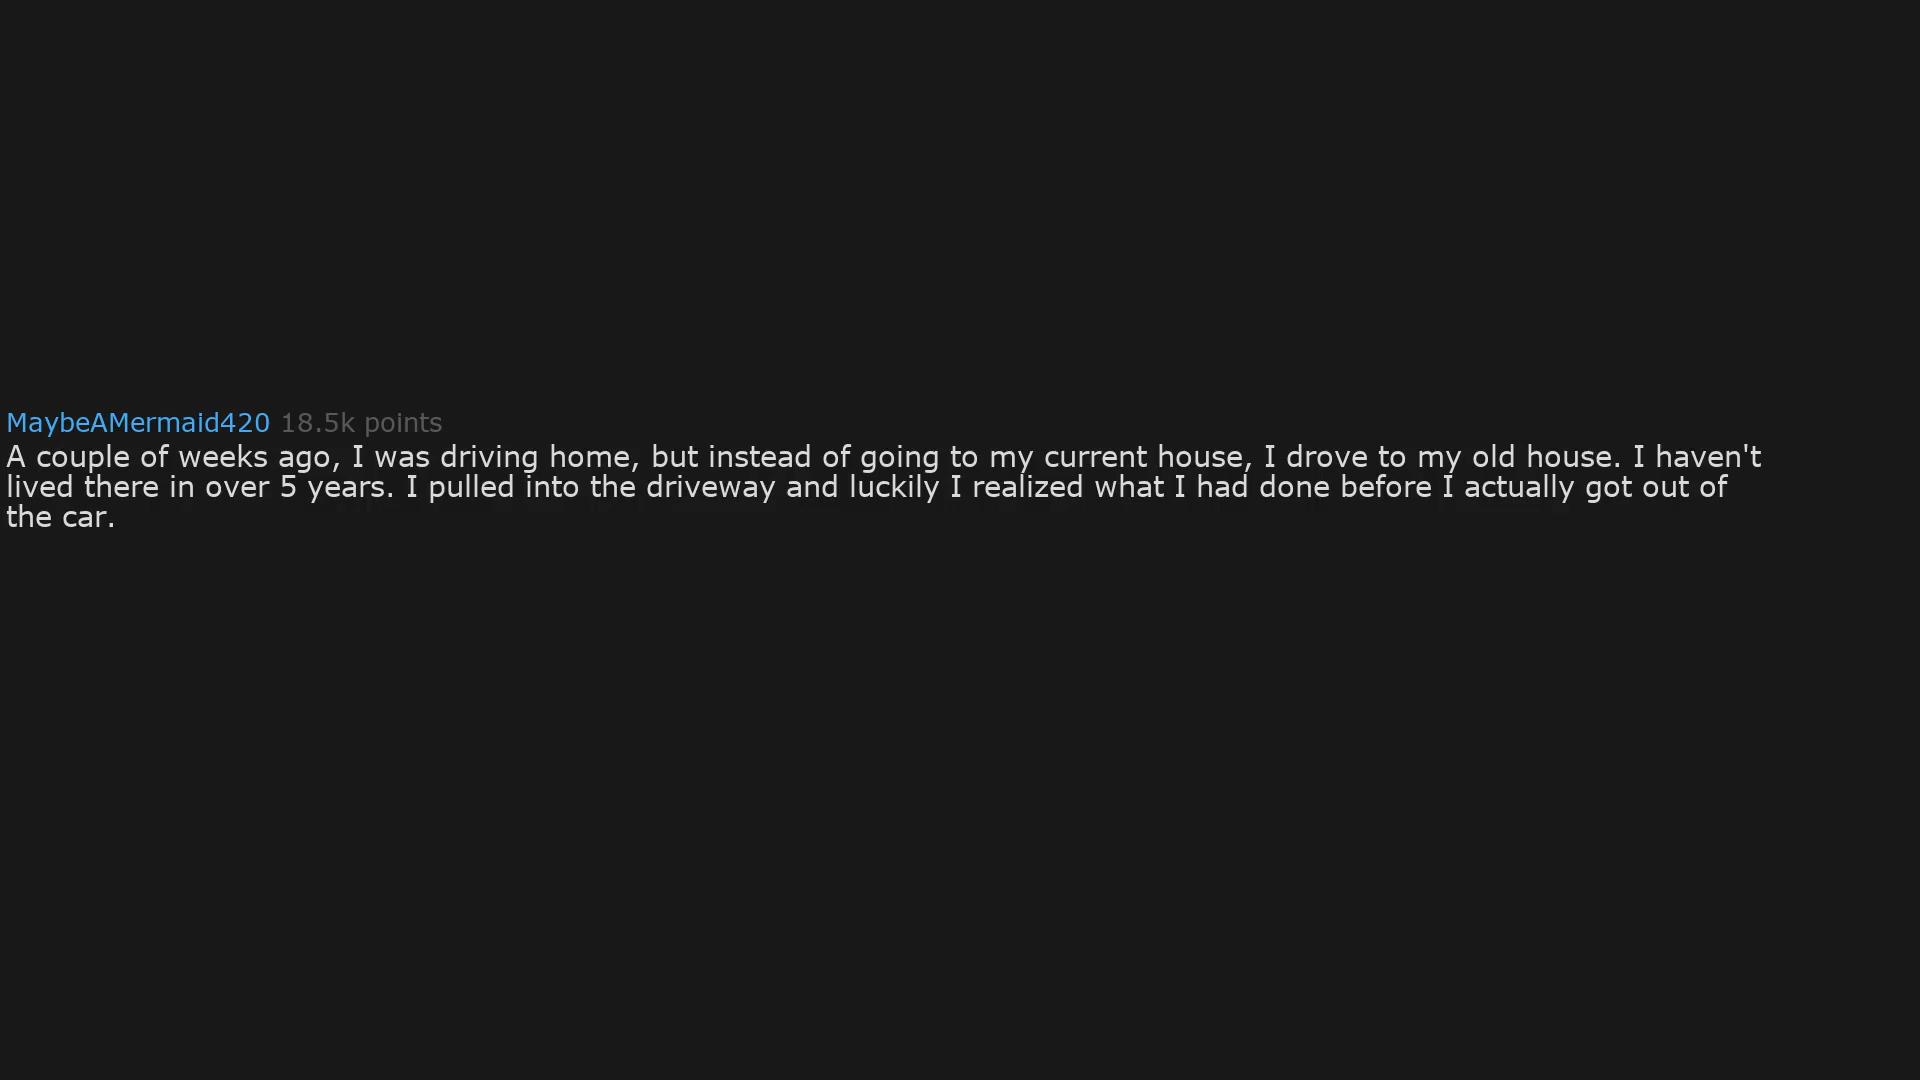 MaybeAMermaid420 18.5k points
A couple of weeks ago, I was driving home, but instead of going to my current house, I drove to my old house. I haven't
lived there in over 5 years. I pulled into the driveway and luckily I realized what I had done before I actually got out of
the car.